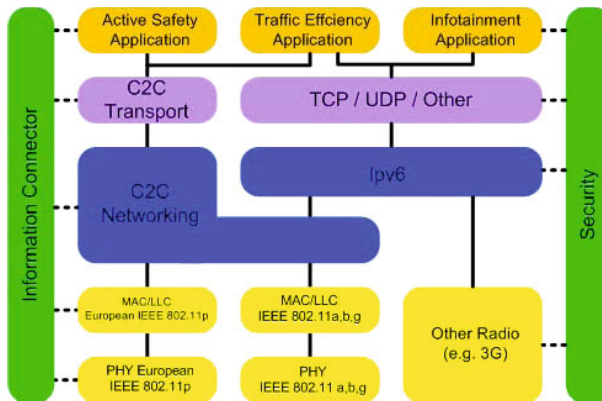 Active Safety
Application
Traffic Effciency
Application
Infotainment
Application
Information Connector
Security
C2C
Transport
TCP / UDP / Other
C2C
Networking
Ipv6
MAC/LLC
European IEEE 802.11p
MAC/LLC
IEEE 802.11a,b,g
Other Radio
(e.g. 3G)
PHY European
IEEE 802.11p
PHY
IEEE 802.11 a,b,g